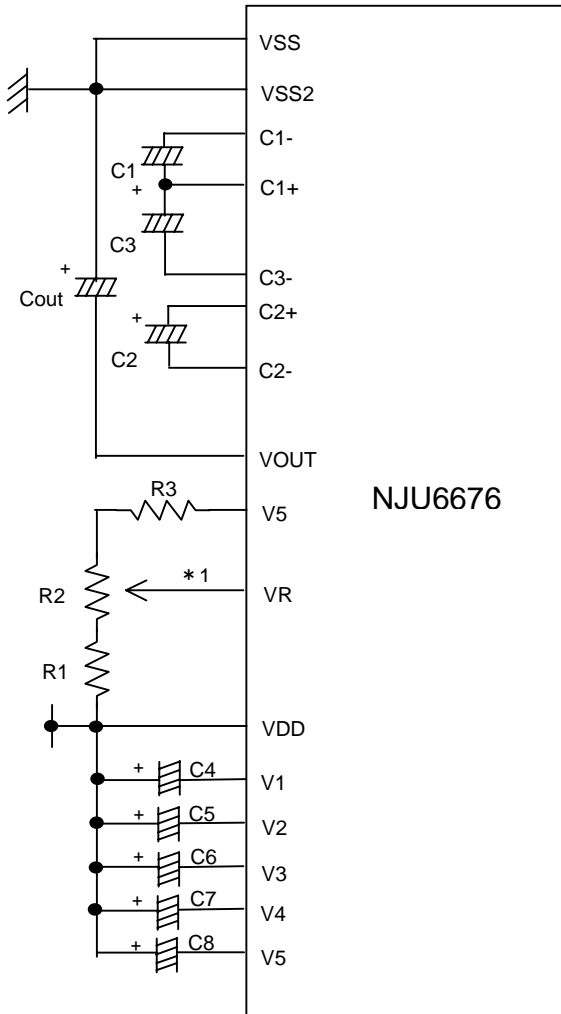 VSS
VSS2
C1-
C1
+
C1+
C3
C3-
+
Cout
C2+
+
C2
C2-
VOUT
R3
V5
NJU6676
*1
R2
VR
R1
VDD
+ C4
V1
+ C5
V2
+ C6
V3
+ C7
V4
+ C8
V5